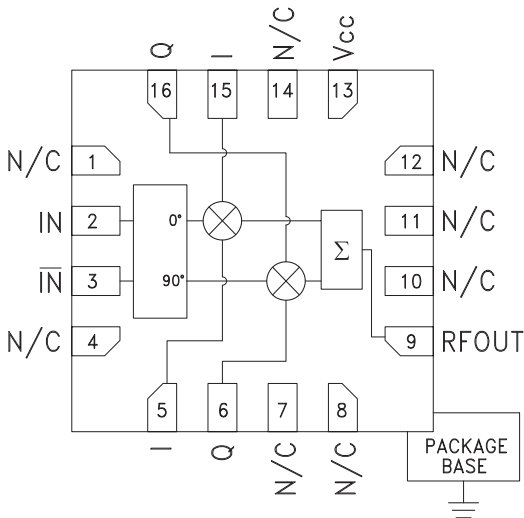 Q
I
N/C
Vcc
16
15
14
13
N/C 1
12 N/C
IN 2
0°
11 N/C
Σ
I̅N̅ 3
90°
10 N/C
N/C 4
9 RFOUT
5
6
7
8
I
Q
N/C
N/C
PACKAGE
BASE